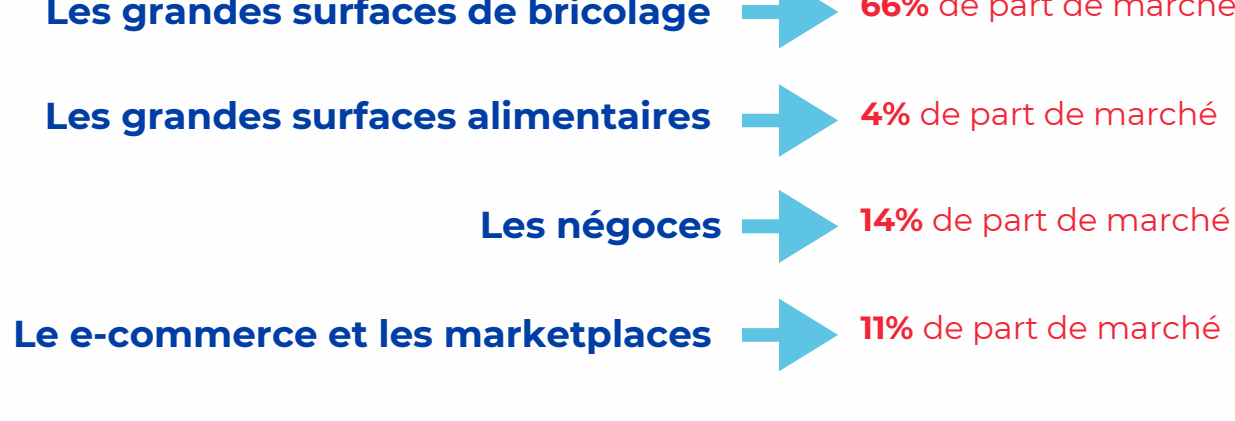 Les grandes surfaces de bricolage 66% de part de marché
Les grandes surfaces alimentaires 4% de part de marché
Les négoces 14% de part de marché
Le e-commerce et les marketplaces 11% de part de marché